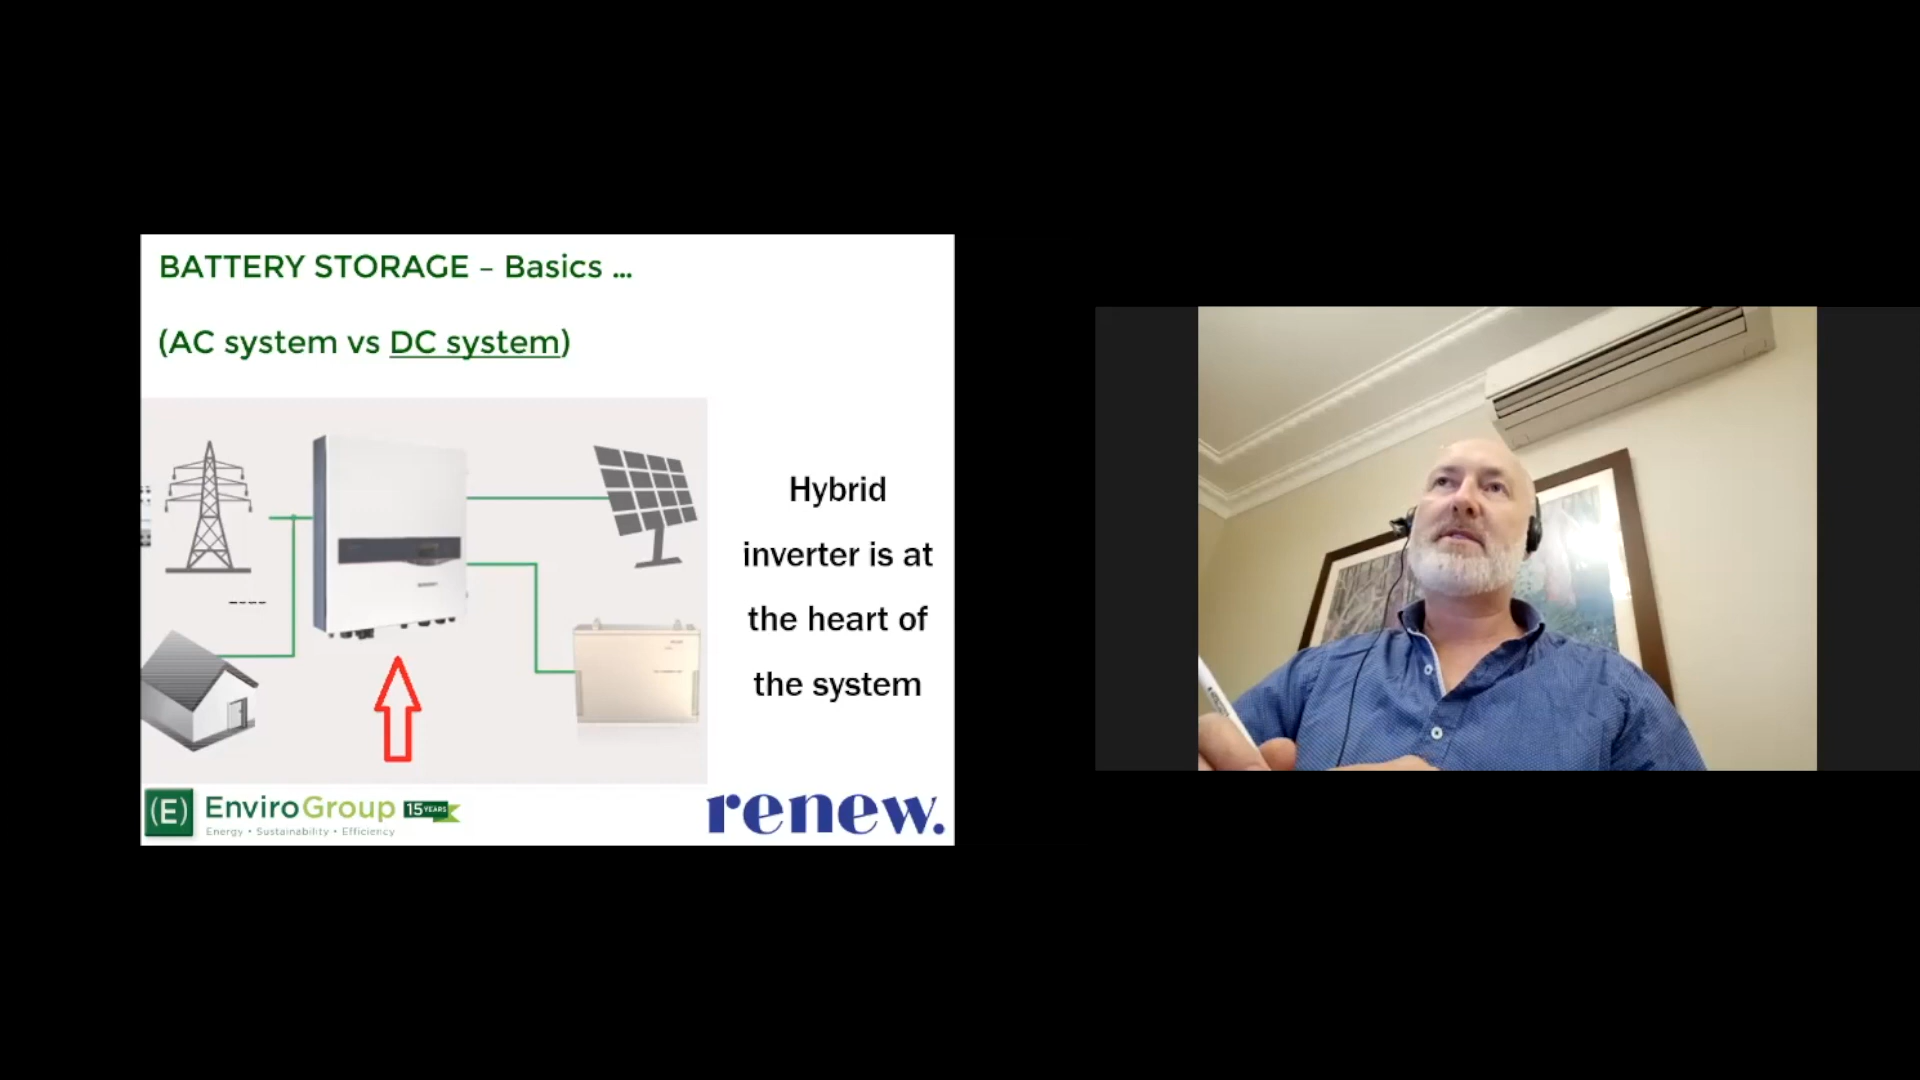 BATTERY STORAGE – Basics ...
(AC system vs DC system)
Hybrid
inverter is at
the heart of
the system
(E) EnviroGroup 15 YEARS
Energy • Sustainability • Efficiency
renew.